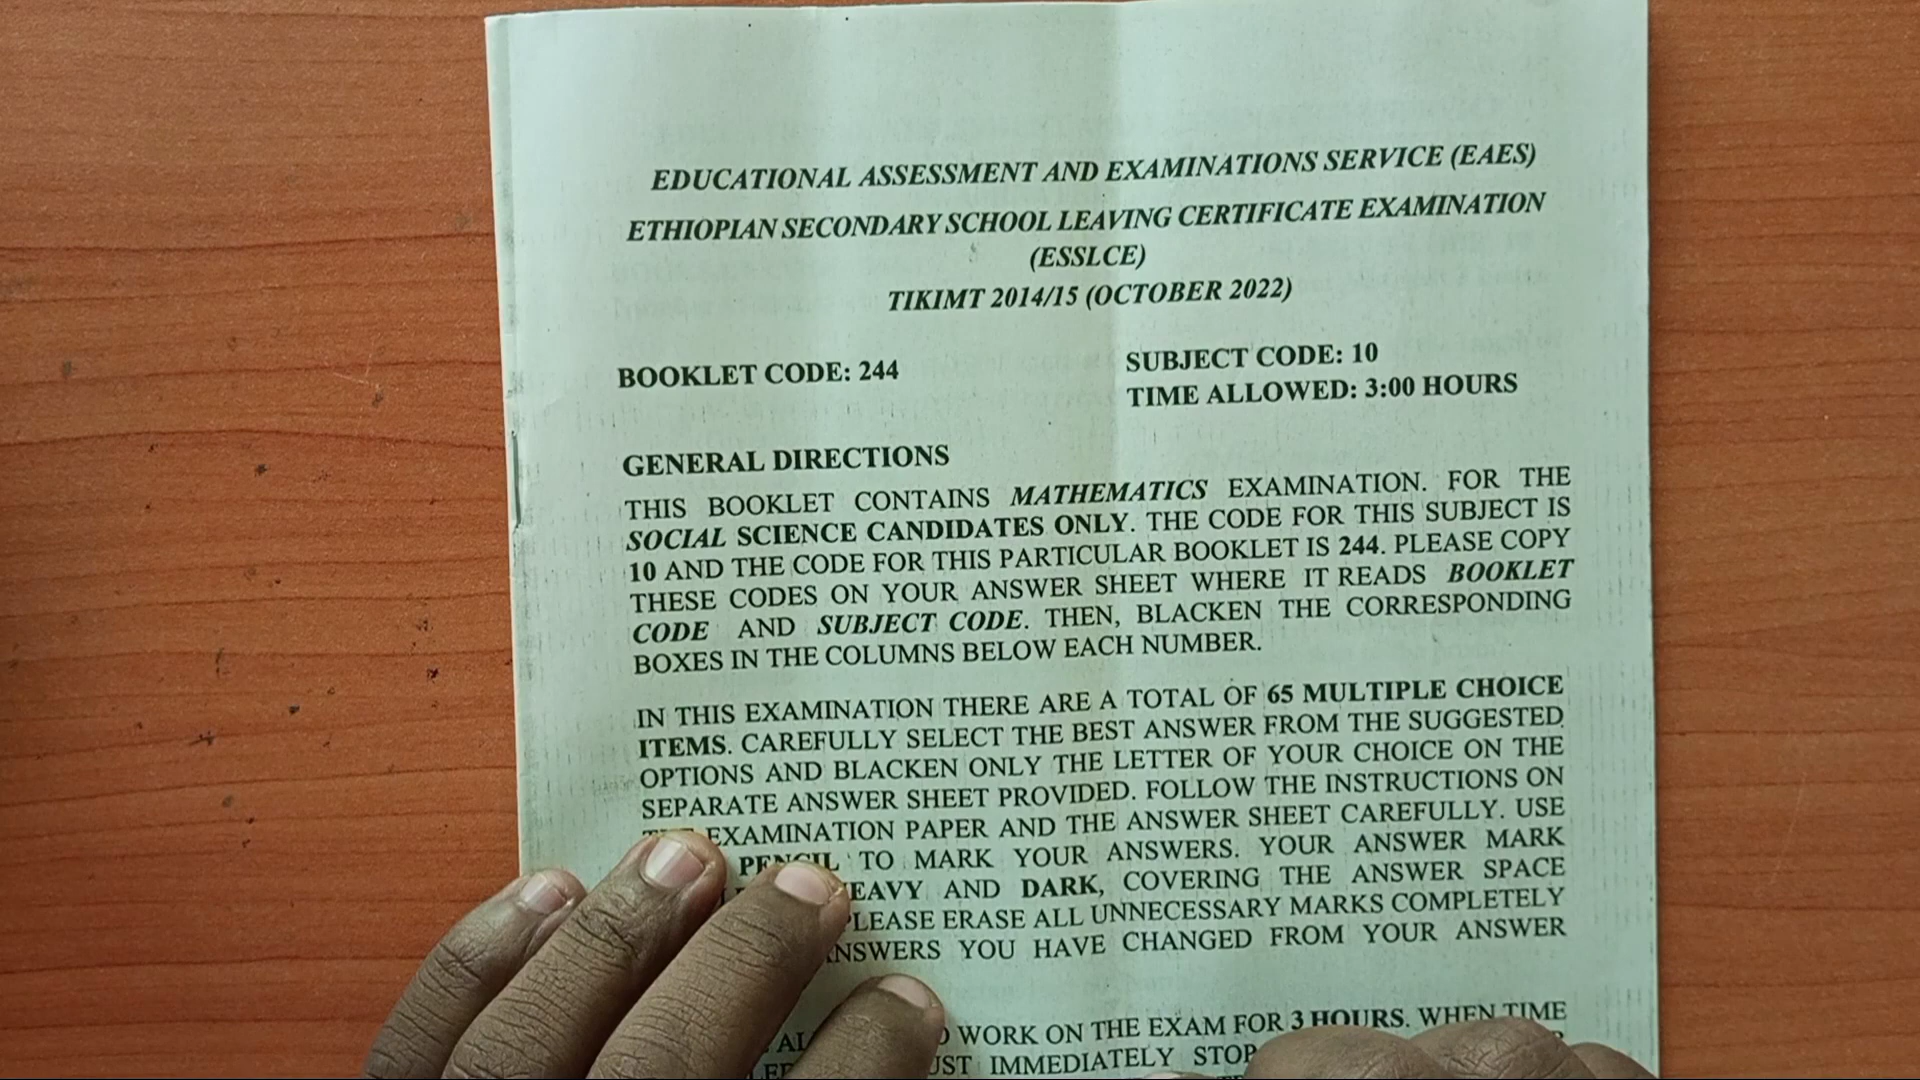 EDUCATIONAL ASSESSMENT AND EXAMINATIONS SERVICE (EAES)
ETHIOPIAN SECONDARY SCHOOL LEAVING CERTIFICATE EXAMINATION
(ESSLCE)
TIKIMT 2014/15 (OCTOBER 2022)
BOOKLET CODE: 244
SUBJECT CODE: 10
TIME ALLOWED: 3:00 HOURS
GENERAL DIRECTIONS
THIS BOOKLET CONTAINS MATHEMATICS EXAMINATION. FOR THE
SOCIAL SCIENCE CANDIDATES ONLY. THE CODE FOR THIS SUBJECT IS
10 AND THE CODE FOR THIS PARTICULAR BOOKLET IS 244. PLEASE COPY
THESE CODES ON YOUR ANSWER SHEET WHERE IT READS BOOKLET
CODE AND SUBJECT CODE. THEN, BLACKEN THE CORRESPONDING
BOXES IN THE COLUMNS BELOW EACH NUMBER.
IN THIS EXAMINATION THERE ARE A TOTAL OF 65 MULTIPLE CHOICE
ITEMS. CAREFULLY SELECT THE BEST ANSWER FROM THE SUGGESTED
OPTIONS AND BLACKEN ONLY THE LETTER OF YOUR CHOICE ON THE
SEPARATE ANSWER SHEET PROVIDED. FOLLOW THE INSTRUCTIONS ON
EXAMINATION PAPER AND THE ANSWER SHEET CAREFULLY. USE
PENCIL TO MARK YOUR ANSWERS. YOUR ANSWER MARK
HEAVY AND DARK, COVERING THE ANSWER SPACE
PLEASE ERASE ALL UNNECESSARY MARKS COMPLETELY
ANSWERS YOU HAVE CHANGED FROM YOUR ANSWER
WORK ON THE EXAM FOR 3 HOURS. WHEN TIME
IMMEDIATELY STOP